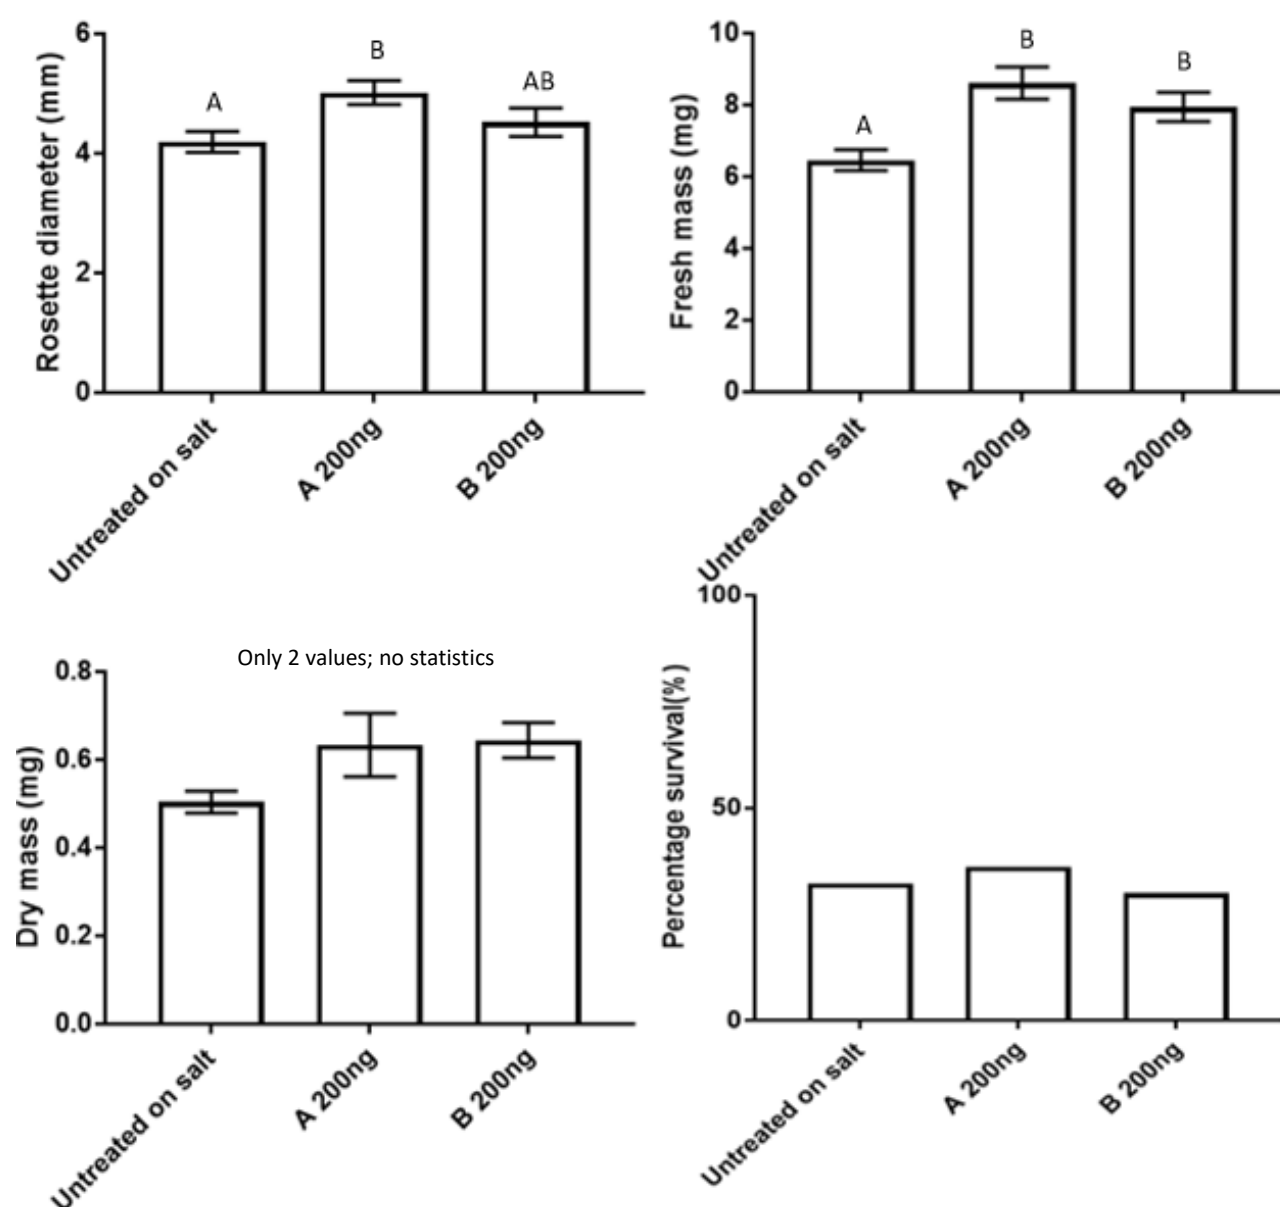 Rosette diameter (mm)
6
4
2
0
A
B
AB
Untreated on salt
A 200ng
B 200ng
Fresh mass (mg)
10
8
6
4
2
0
A
B
B
Untreated on salt
A 200ng
B 200ng
Only 2 values; no statistics
Dry mass (mg)
0.8
0.6
0.4
0.2
0.0
Untreated on salt
A 200ng
B 200ng
Percentage survival(%)
100
50
0
Untreated on salt
A 200ng
B 200ng